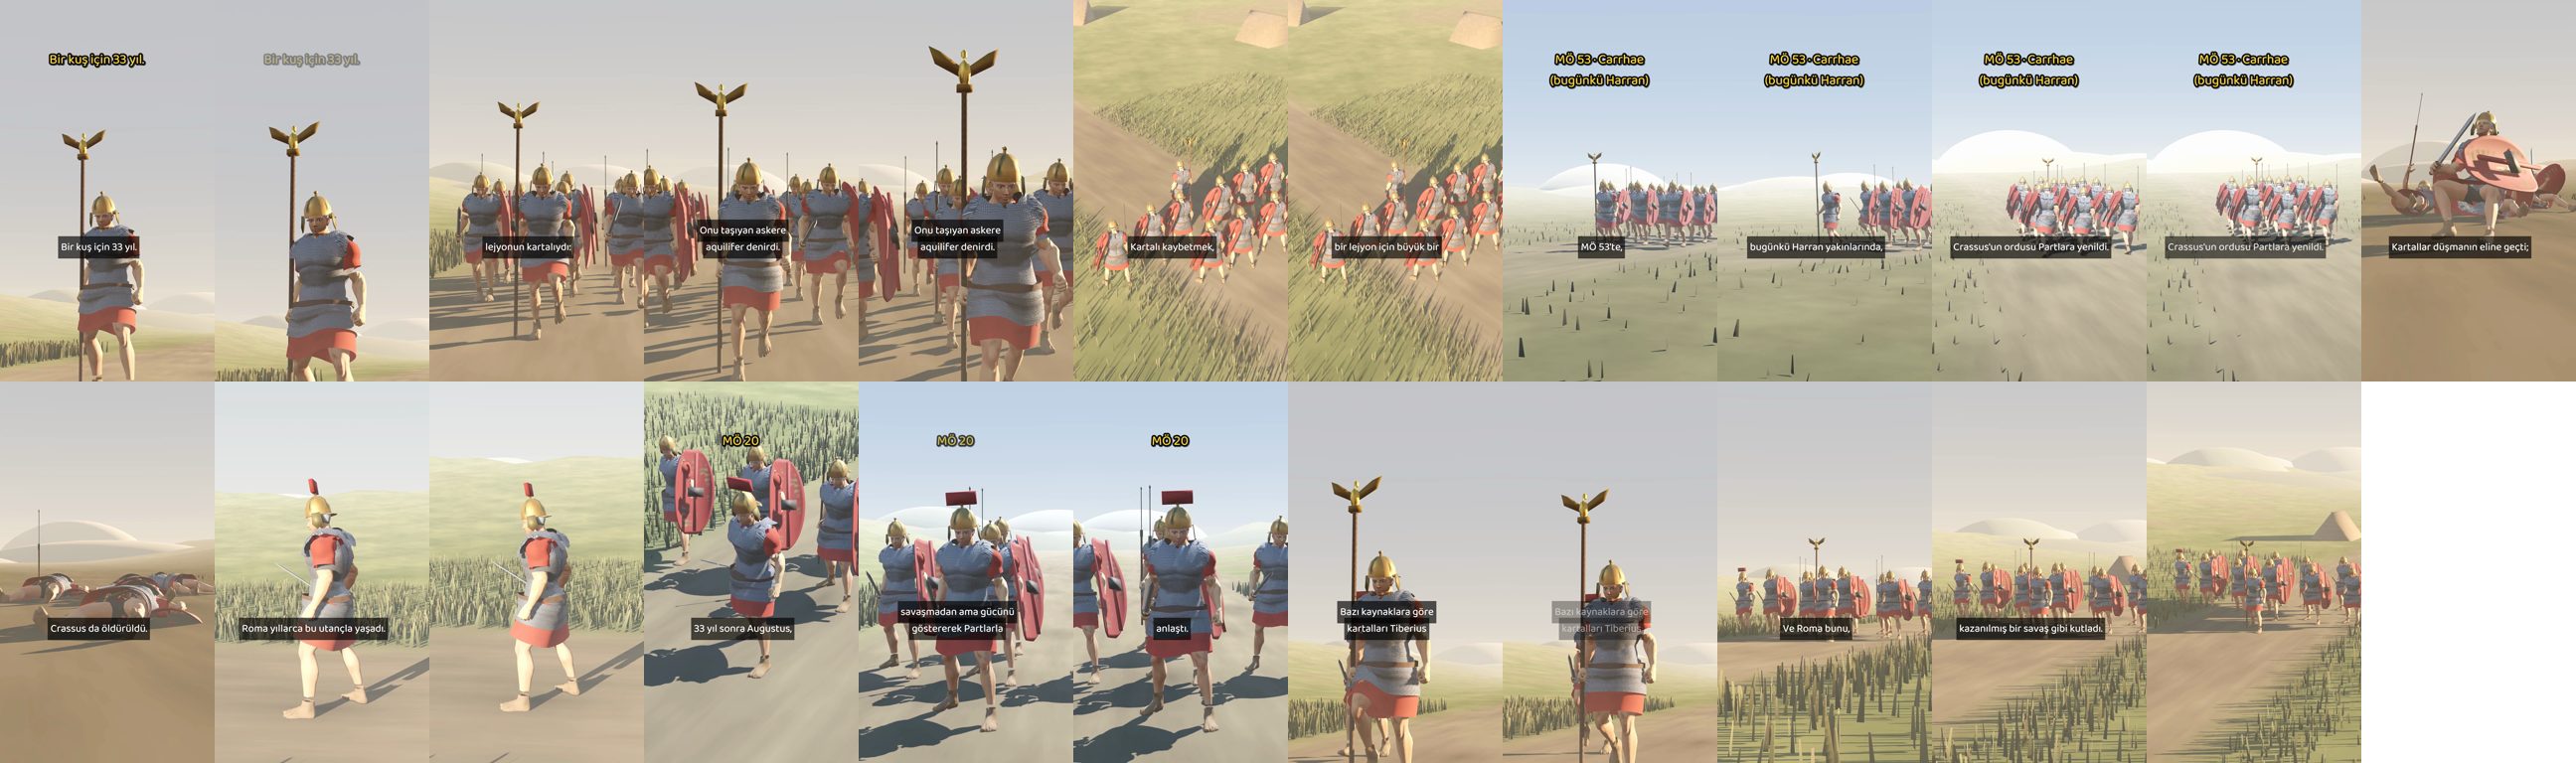 Bir kuş için 33 yıl.
Bir kuş için 33 yıl.
Bir kuş için 33 yıl.
lejyonun kartalıydı:
Onu taşıyan askere
aquilifer denirdi.
Onu taşıyan askere
aquilifer denirdi.
Kartalı kaybetmek,
bir lejyon için büyük bir
MÖ 53 · Carrhae
(bugünkü Harran)
MÖ 53'te,
MÖ 53 · Carrhae
(bugünkü Harran)
bugünkü Harran yakınlarında,
MÖ 53 · Carrhae
(bugünkü Harran)
Crassus'un ordusu Partlara yenildi.
MÖ 53 · Carrhae
(bugünkü Harran)
Crassus'un ordusu Partlara yenildi.
Kartallar düşmanın eline geçti;
Crassus da öldürüldü.
Roma yıllarca bu utançla yaşadı.
MÖ 20
33 yıl sonra Augustus,
MÖ 20
savaşmadan ama gücünü
göstererek Partlarla
MÖ 20
anlaştı.
Bazı kaynaklara göre
kartalları Tiberius
Bazı kaynaklara göre
kartalları Tiberius
Ve Roma bunu,
kazanılmış bir savaş gibi kutladı.